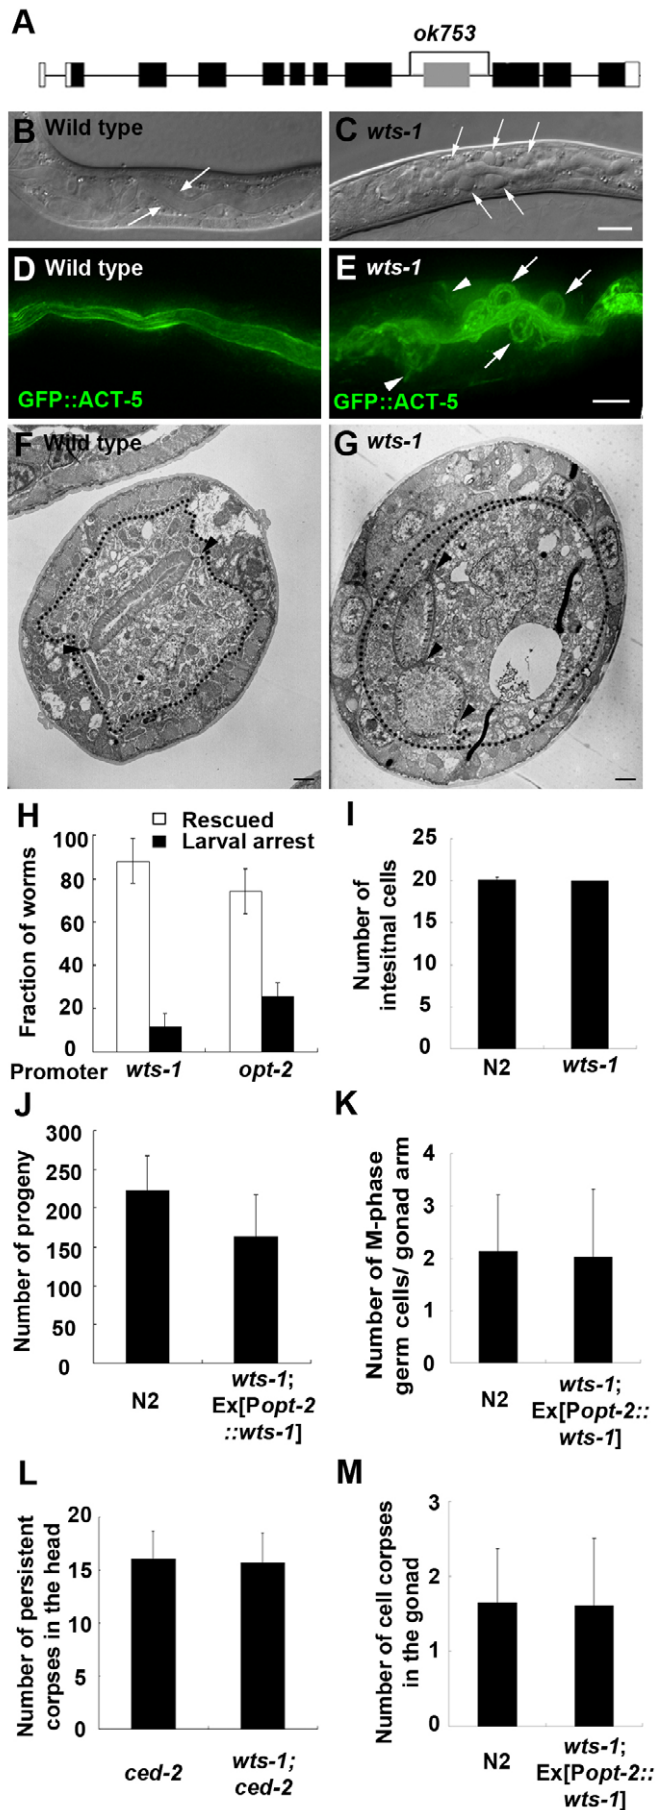 A
ok753
B Wild type
C wts-1
D Wild type
GFP::ACT-5
E wts-1
GFP::ACT-5
F Wild type
G wts-1
H
Rescued
Larval arrest
Fraction of worms
100
80
60
40
20
0
Promoter wts-1 opt-2
I
Number of
intesitnal cells
25
20
15
10
5
0
N2 wts-1
J
Number of progeny
300
250
200
150
100
50
0
N2
wts-1;
Ex[Popt-2
::wts-1]
K
Number of M-phase
germ cells/ gonad arm
4
3
2
1
0
N2
wts-1;
Ex[Popt-2::
wts-1]
L
Number of persistent
corpses in the head
20
15
10
5
0
ced-2
wts-1;
ced-2
M
Number of cell corpses
in the gonad
3
2
1
0
N2
wts-1;
Ex[Popt-2::
wts-1]